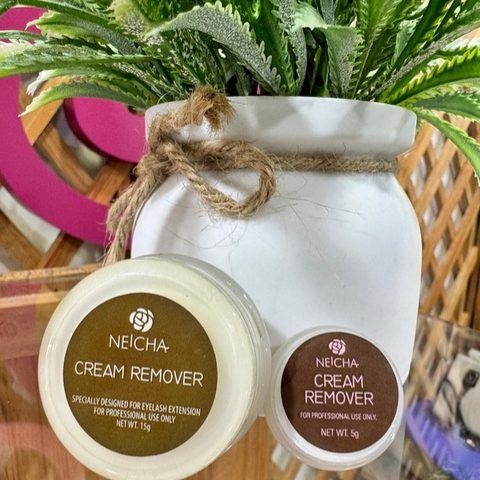 NEICHA
CREAM REMOVER
SPECIALLY DESIGNED FOR EYELASH EXTENSION
FOR PROFESSIONAL USE ONLY
NET WT. 15g
NEICHA
CREAM
REMOVER
FOR PROFESSIONAL USE ONLY.
NET WT. 5g